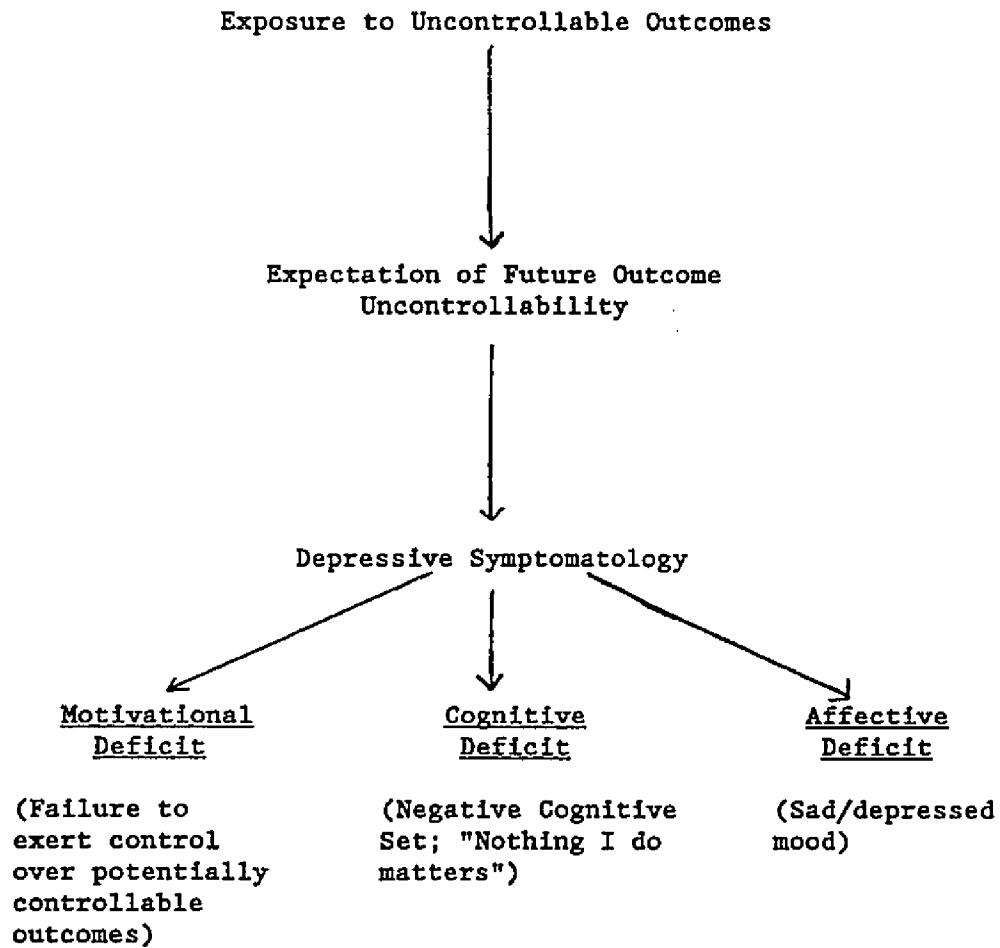 Exposure to Uncontrollable Outcomes
Expectation of Future Outcome
Uncontrollability
Depressive Symptomatology
Motivational
Deficit
(Failure to
exert control
over potentially
controllable
outcomes)
Cognitive
Deficit
(Negative Cognitive
Set; "Nothing I do
matters")
Affective
Deficit
(Sad/depressed
mood)